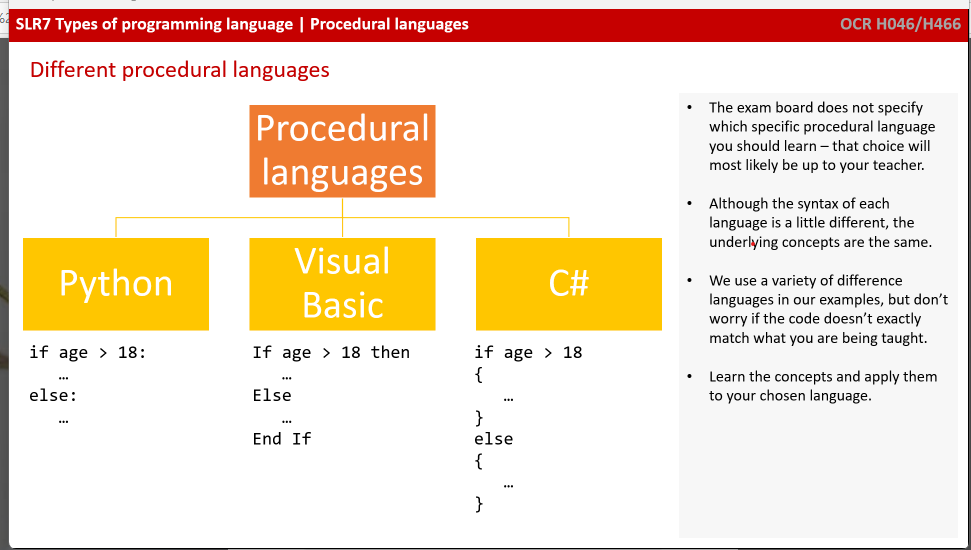 SLR7 Types of programming language | Procedural languages
OCR H046/H466
Different procedural languages
Procedural
languages
Python
Visual
Basic
C#
if age > 18:
…
else:
…
If age > 18 then
…
Else
…
End If
if age > 18
{
…
}
else
{
…
}
• The exam board does not specify
which specific procedural language
you should learn – that choice will
most likely be up to your teacher.
• Although the syntax of each
language is a little different, the
underlying concepts are the same.
• We use a variety of difference
languages in our examples, but don’t
worry if the code doesn’t exactly
match what you are being taught.
• Learn the concepts and apply them
to your chosen language.